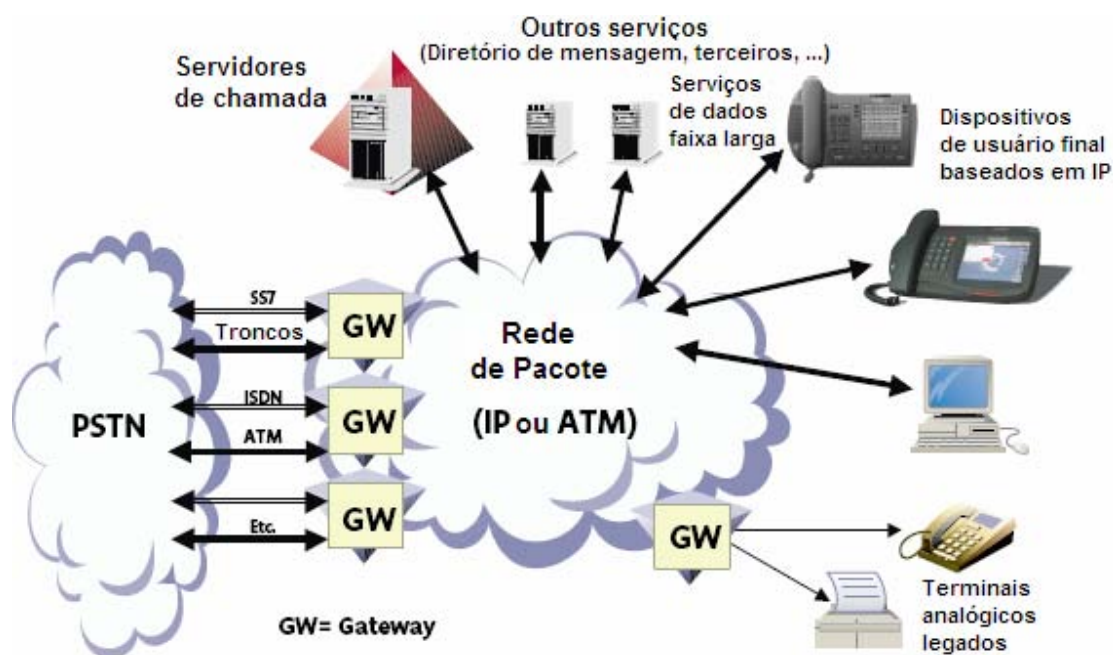 Outros serviços
(Diretório de mensagem, terceiros, ...)
Servidores
de chamada
Serviços
de dados
faixa larga
Dispositivos
de usuário final
baseados em IP
SS7
Troncos
GW
Rede
de Pacote
(IP ou ATM)
PSTN
ISDN
ATM
GW
Etc.
GW
GW
Terminais
analógicos
legados
GW= Gateway